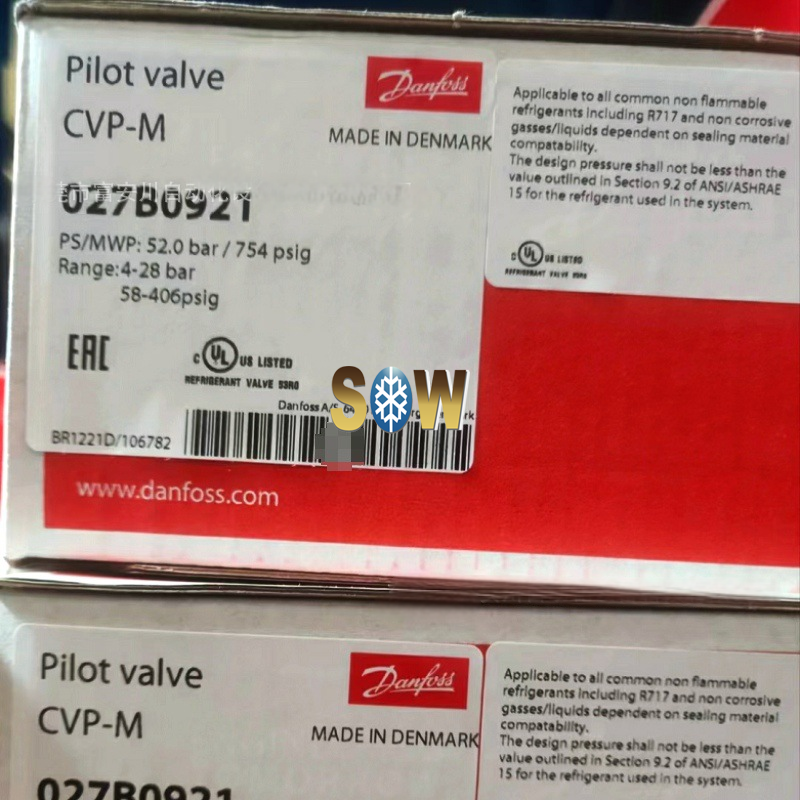 Pilot valve
CVP-M
Danfoss
MADE IN DENMARK
027B0921
PS/MWP: 52.0 bar / 754 psig
Range:4-28 bar
58-406psig
EAC
c UL US LISTED
REFRIGERANT VALVE 53R0
Danfoss A/S
BR1221D/106782
www.danfoss.com
Applicable to all common non flammable
refrigerants including R717 and non corrosive
gasses/liquids dependent on sealing material
compatability.
The design pressure shall not be less than the
value outlined in Section 9.2 of ANSI/ASHRAE
15 for the refrigerant used in the system.
c UL US LISTED
REFRIGERANT VALVE 53R0
SOW
Pilot valve
CVP-M
Danfoss
MADE IN DENMARK
027B0921
Applicable to all common non flammable
refrigerants including R717 and non corrosive
gasses/liquids dependent on sealing material
compatability.
The design pressure shall not be less than the
value outlined in Section 9.2 of ANSI/ASHRAE
15 for the refrigerant used in the system.